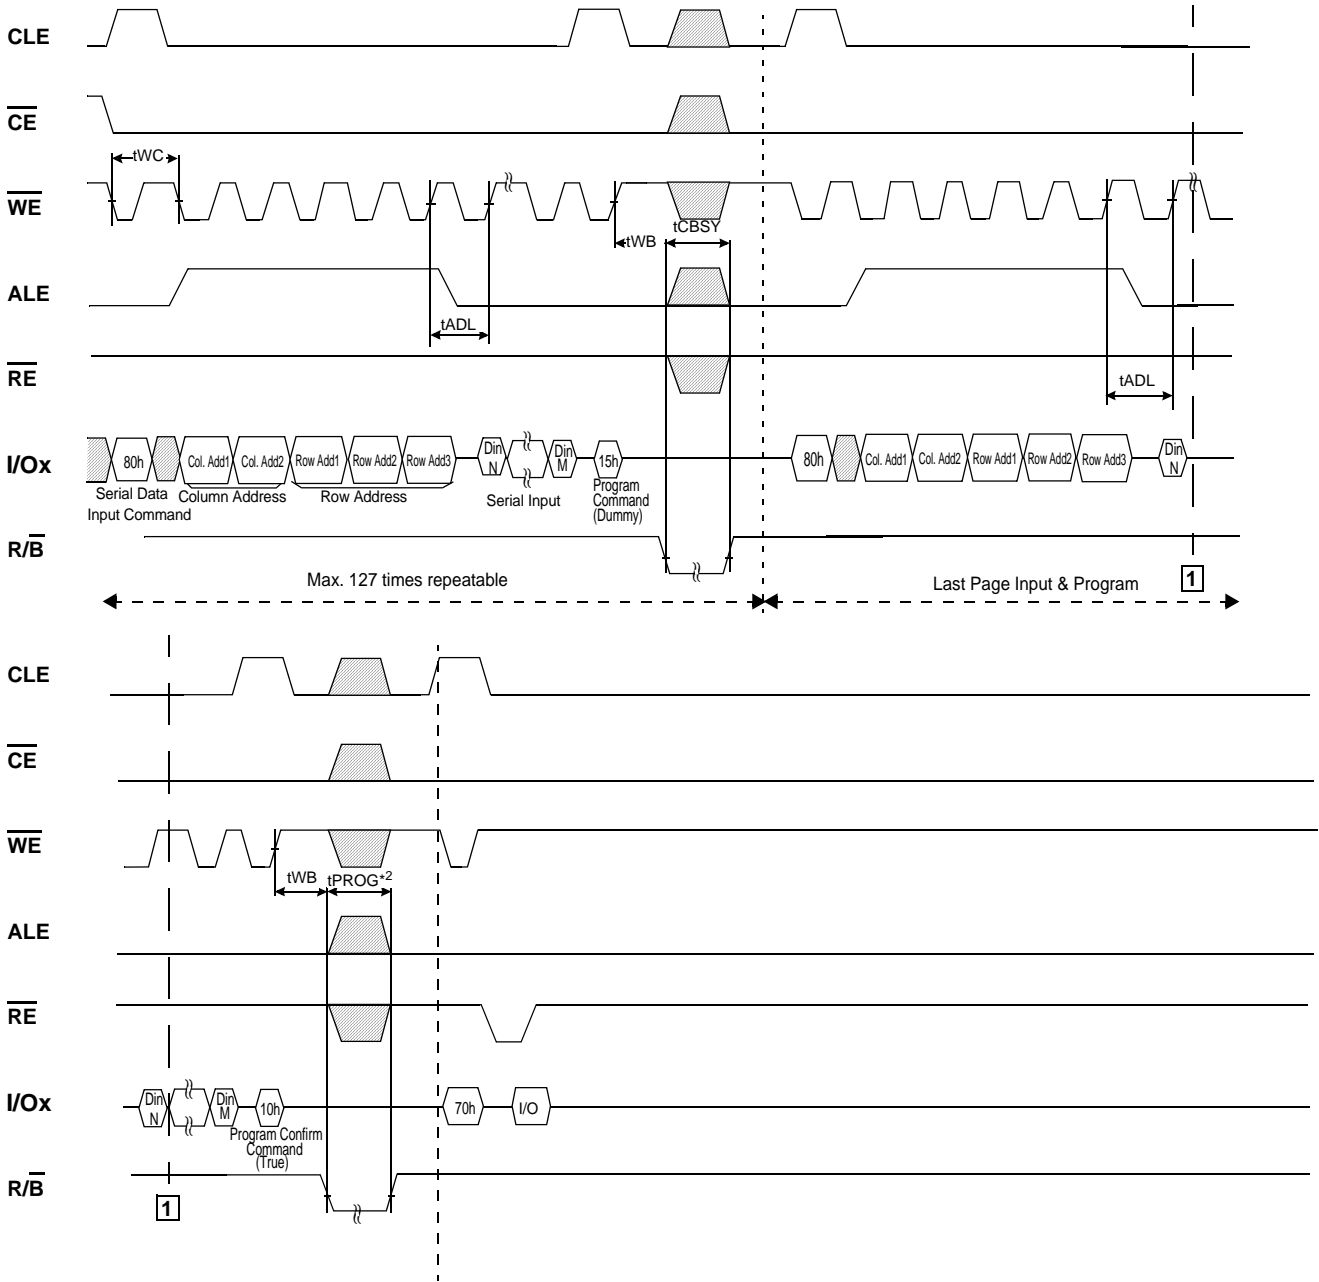 CLE
CE
tWC
WE
tWB
tCBSY
ALE
tADL
RE
tADL
I/Ox
80h
Col. Add1
Col. Add2
Row Add1
Row Add2
Row Add3
Din
N
Din
M
15h
80h
Col. Add1
Col. Add2
Row Add1
Row Add2
Row Add3
Din
N
Serial Data
Input Command
Column Address
Row Address
Serial Input
Program
Command
(Dummy)
R/B
Max. 127 times repeatable
Last Page Input & Program
1
CLE
CE
WE
tWB
tPROG*2
ALE
RE
I/Ox
Din
N
Din
M
10h
70h
I/O
Program Confirm
Command
(True)
R/B
1